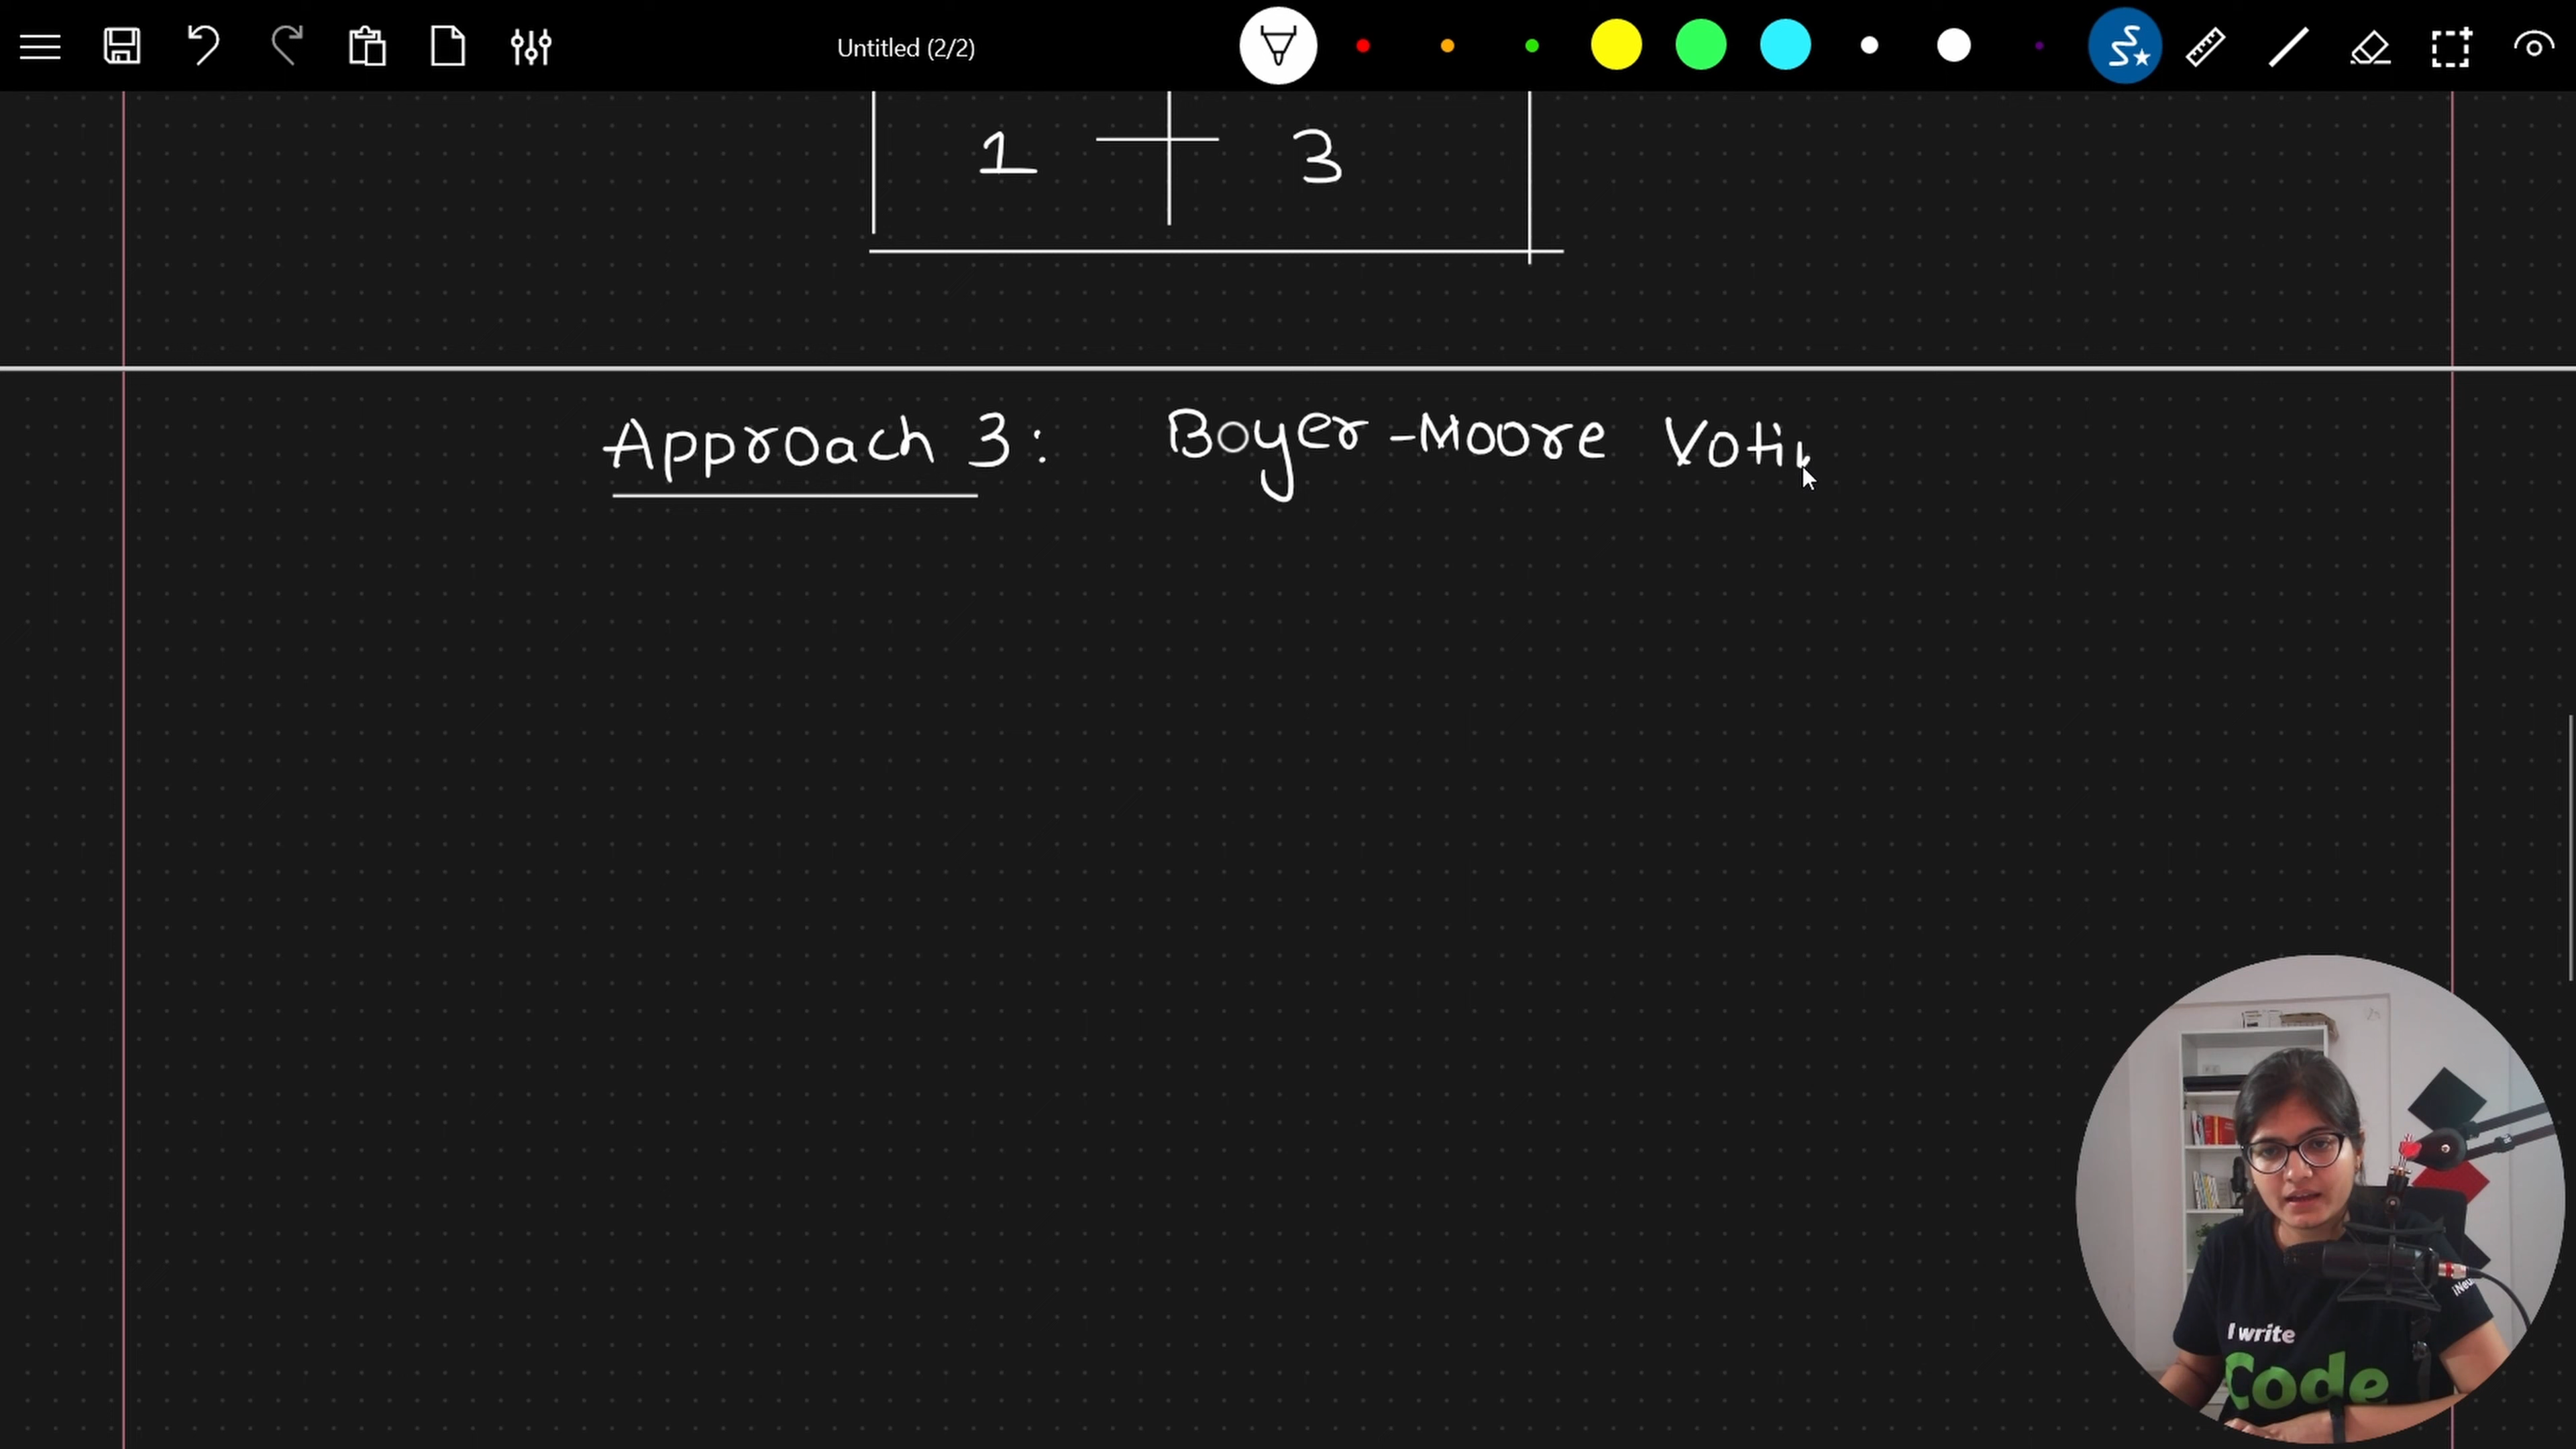 Untitled (2/2)
1 3
Approach 3: Boyer-Moore
I write
Code